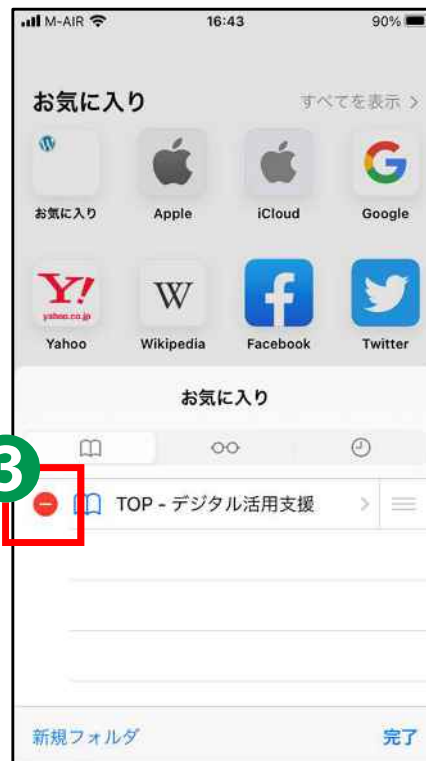 M-AIR 16:43 90%
お気に入り すべてを表示 >
お気に入り Apple iCloud Google
Y!
yahoo.co.jp
W
Yahoo Wikipedia Facebook Twitter
お気に入り
3
TOP - デジタル活用支援 >
新規フォルダ 完了